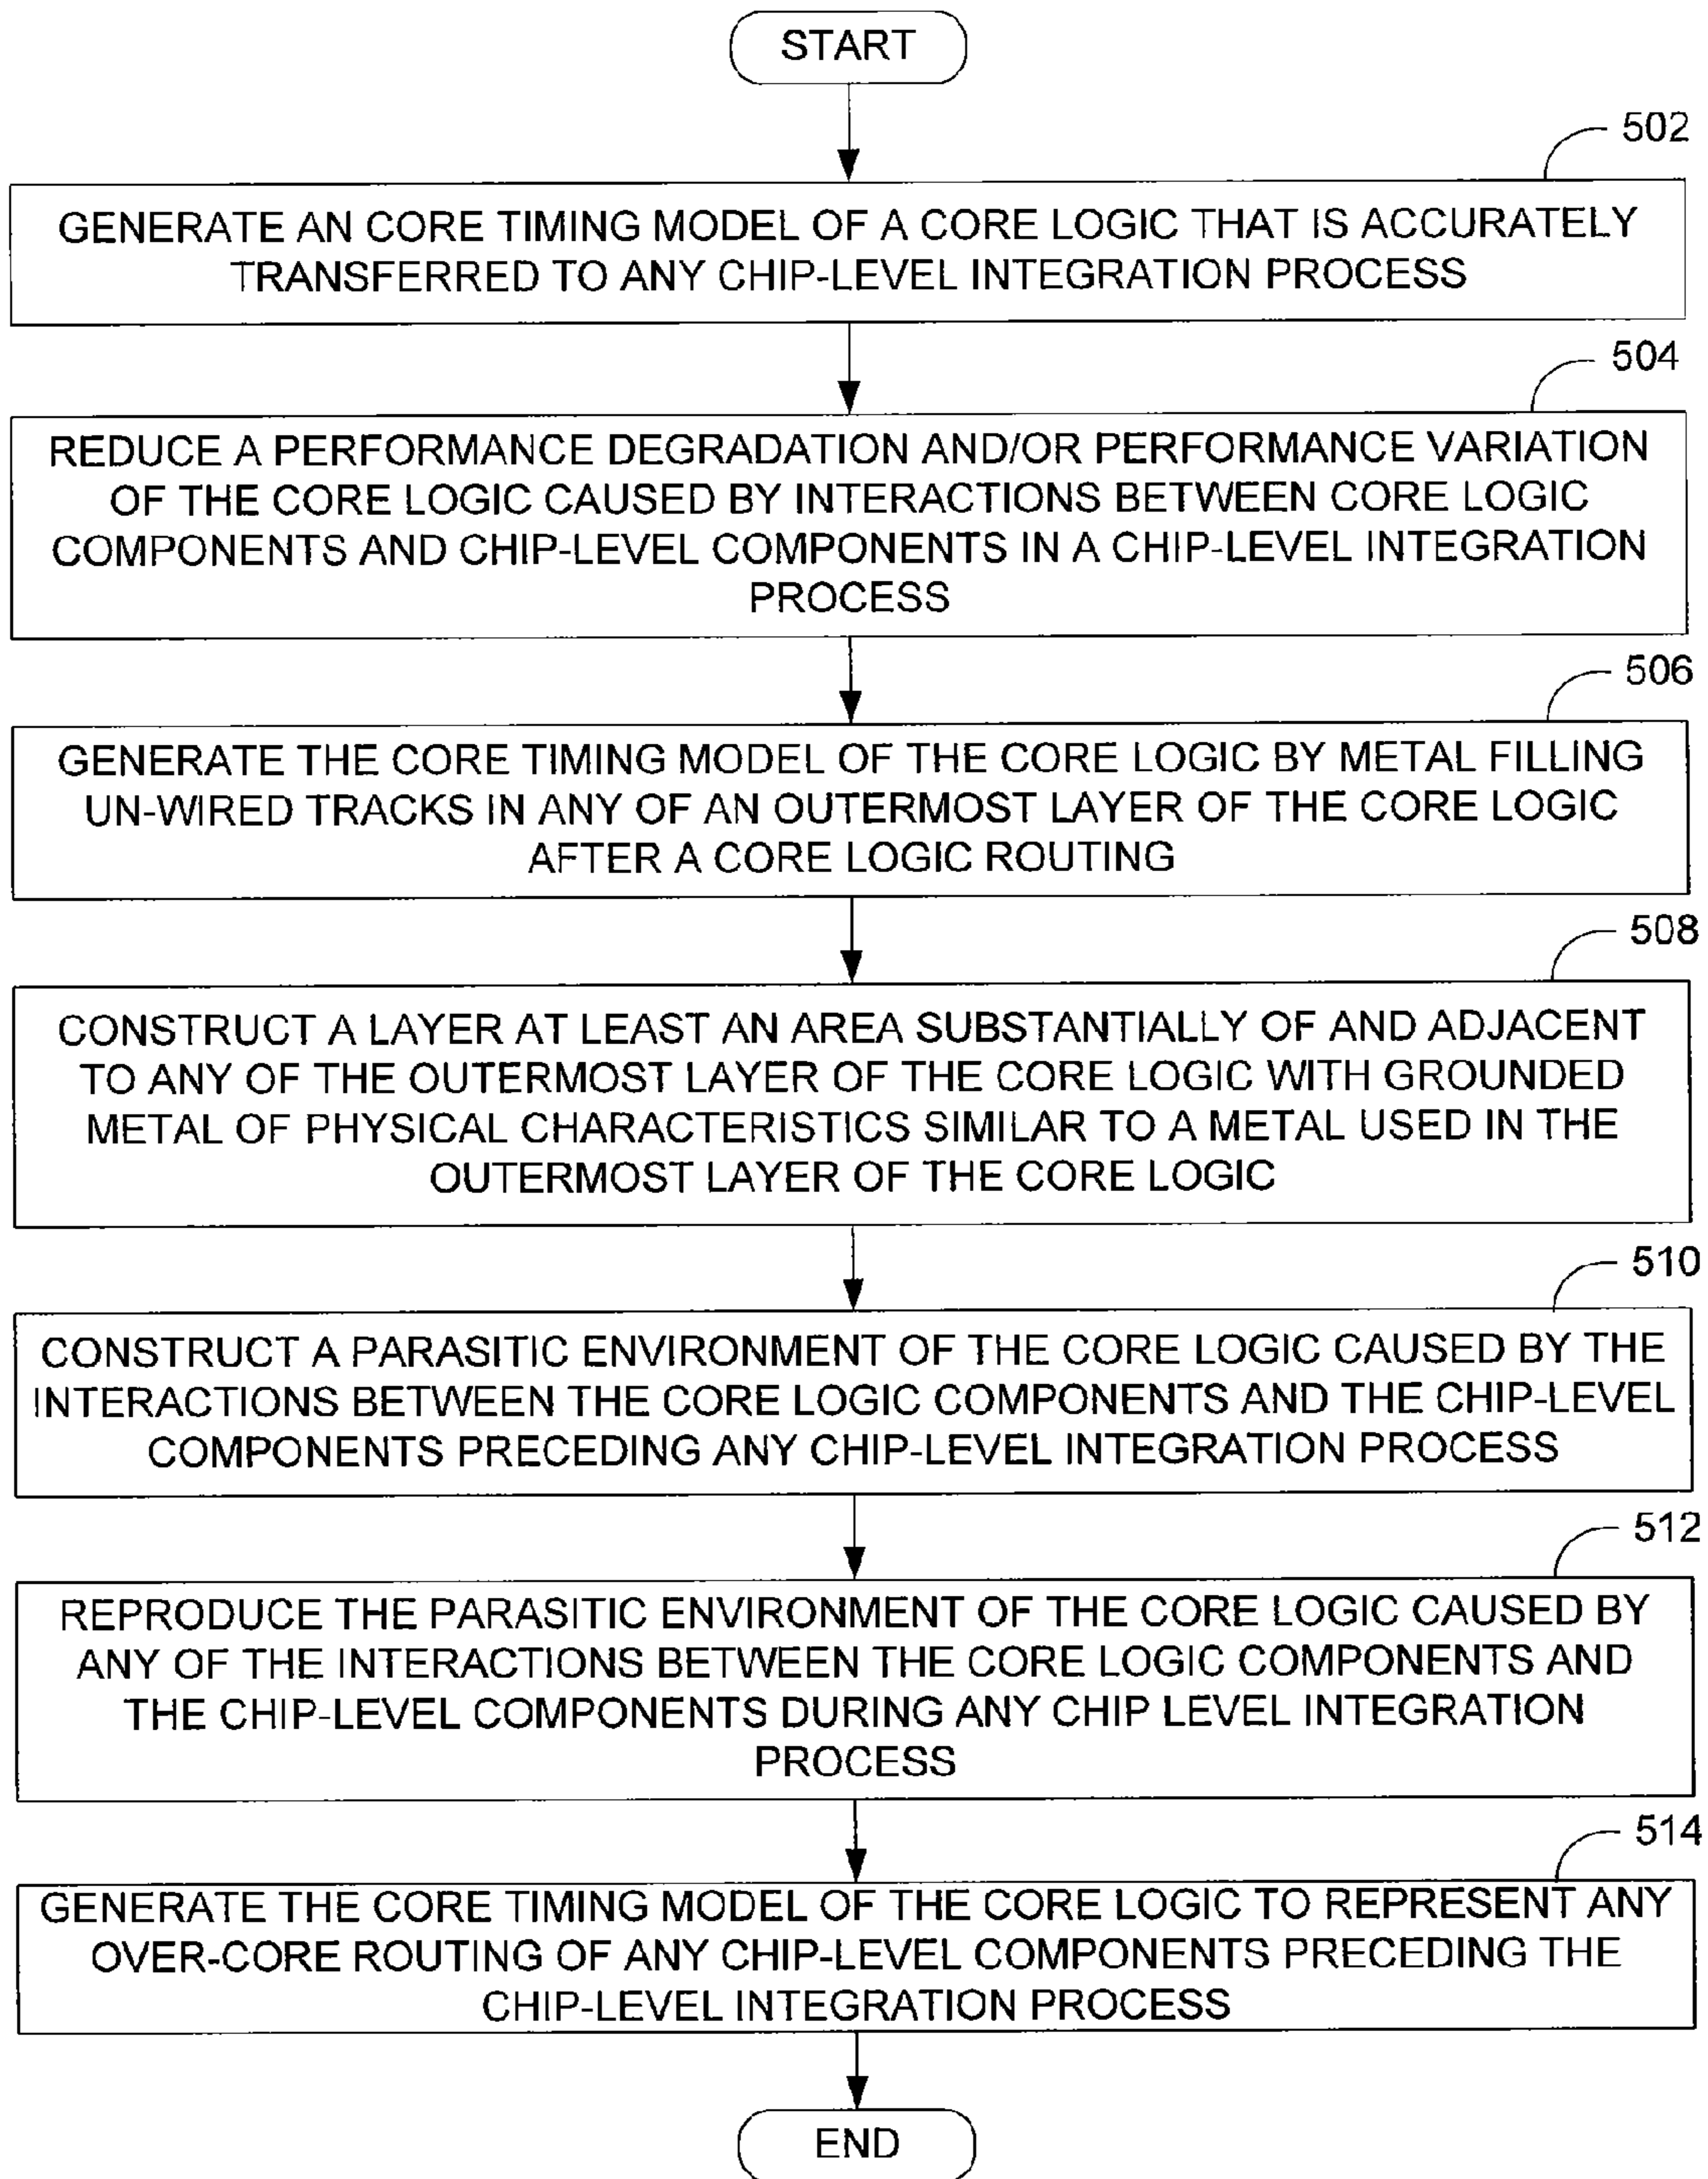 START
502
GENERATE AN CORE TIMING MODEL OF A CORE LOGIC THAT IS ACCURATELY
TRANSFERRED TO ANY CHIP-LEVEL INTEGRATION PROCESS
504
REDUCE A PERFORMANCE DEGRADATION AND/OR PERFORMANCE VARIATION
OF THE CORE LOGIC CAUSED BY INTERACTIONS BETWEEN CORE LOGIC
COMPONENTS AND CHIP-LEVEL COMPONENTS IN A CHIP-LEVEL INTEGRATION
PROCESS
506
GENERATE THE CORE TIMING MODEL OF THE CORE LOGIC BY METAL FILLING
UN-WIRED TRACKS IN ANY OF AN OUTERMOST LAYER OF THE CORE LOGIC
AFTER A CORE LOGIC ROUTING
508
CONSTRUCT A LAYER AT LEAST AN AREA SUBSTANTIALLY OF AND ADJACENT
TO ANY OF THE OUTERMOST LAYER OF THE CORE LOGIC WITH GROUNDED
METAL OF PHYSICAL CHARACTERISTICS SIMILAR TO A METAL USED IN THE
OUTERMOST LAYER OF THE CORE LOGIC
510
CONSTRUCT A PARASITIC ENVIRONMENT OF THE CORE LOGIC CAUSED BY THE
INTERACTIONS BETWEEN THE CORE LOGIC COMPONENTS AND THE CHIP-LEVEL
COMPONENTS PRECEDING ANY CHIP-LEVEL INTEGRATION PROCESS
512
REPRODUCE THE PARASITIC ENVIRONMENT OF THE CORE LOGIC CAUSED BY
ANY OF THE INTERACTIONS BETWEEN THE CORE LOGIC COMPONENTS AND
THE CHIP-LEVEL COMPONENTS DURING ANY CHIP LEVEL INTEGRATION
PROCESS
514
GENERATE THE CORE TIMING MODEL OF THE CORE LOGIC TO REPRESENT ANY
OVER-CORE ROUTING OF ANY CHIP-LEVEL COMPONENTS PRECEDING THE
CHIP-LEVEL INTEGRATION PROCESS
END